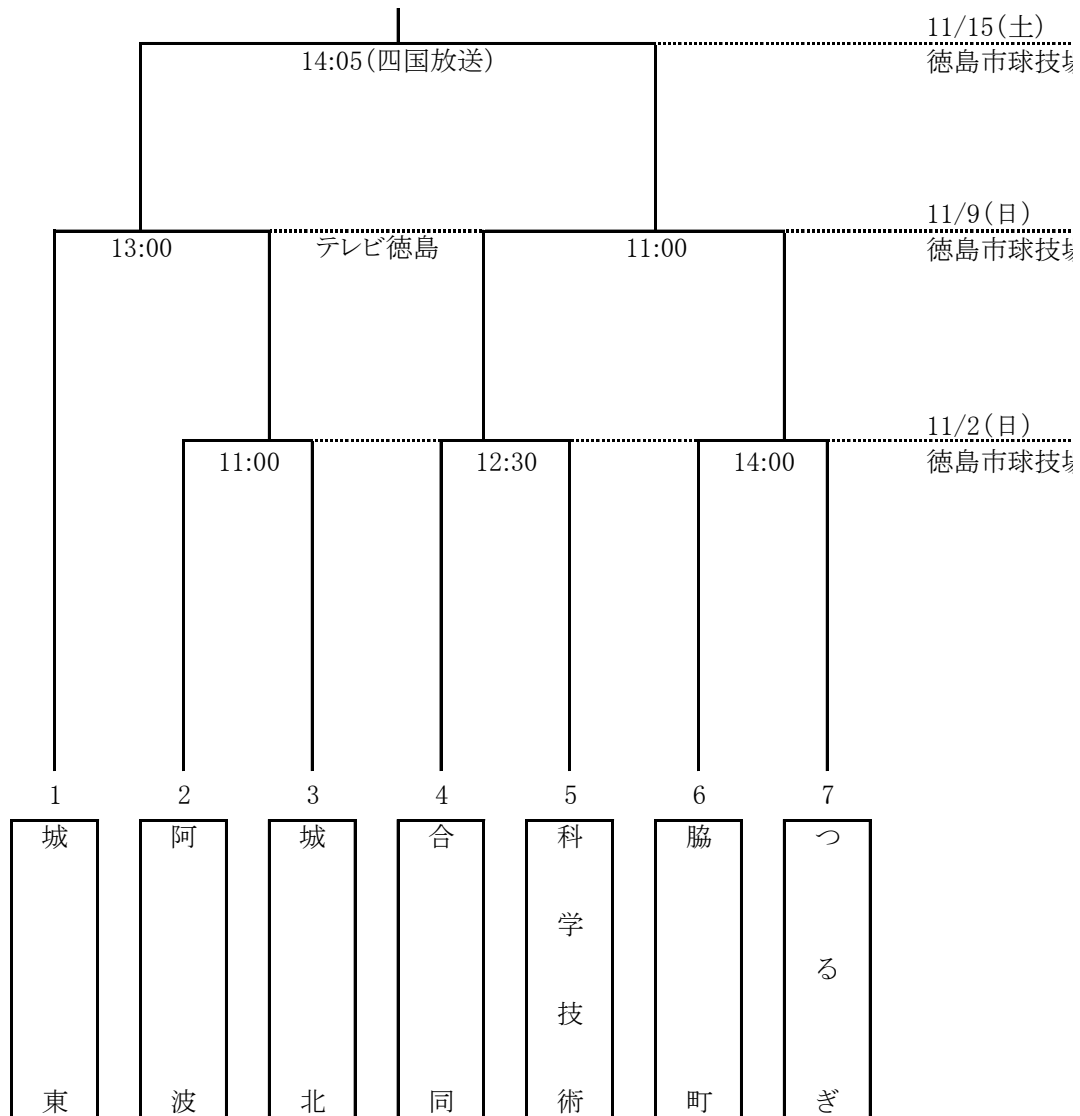 11/15(土)
14:05(四国放送)
徳島市球技場
11/9(日)
13:00
テレビ徳島
11:00
徳島市球技場
11/2(日)
11:00
12:30
14:00
徳島市球技場
1
2
3
4
5
6
7
城東
阿波
城北
合同
科学技術
脇町
つるぎ